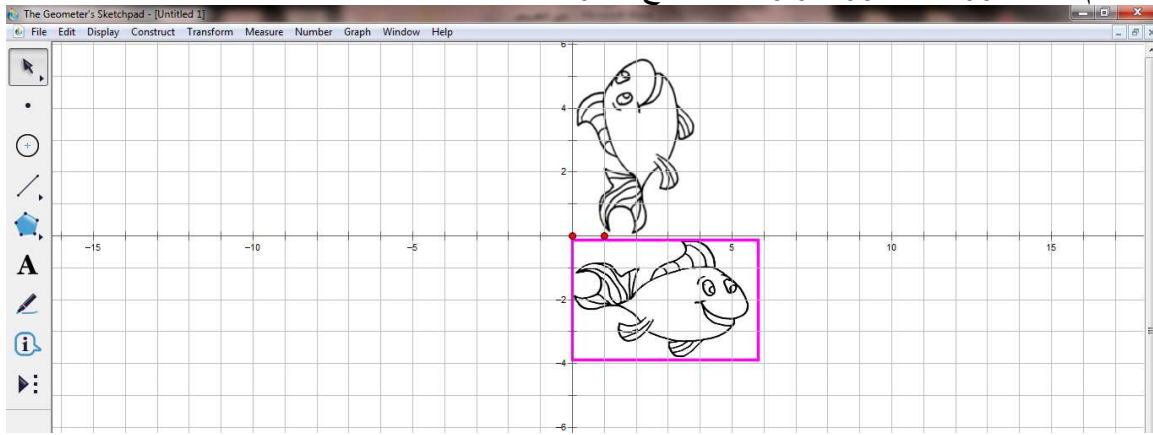 The Geometer's Sketchpad - [Untitled 1]
File Edit Display Construct Transform Measure Number Graph Window Help
6
4
2
-15 -10 -5 5 10 15
-2
-4
-6
A
i